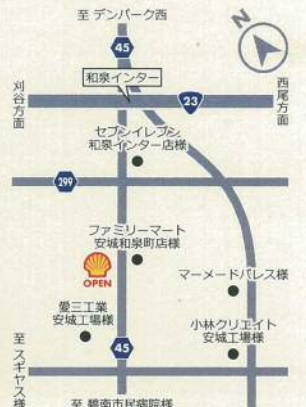 至 デンパーク西
N
45
和泉インター
刈谷方面
23
西尾方面
セブンイレブン
和泉インター店様
299
ファミリーマート
安城和泉町店様
OPEN
マーメードパレス様
愛三工業
安城工場様
小林クリエイト
安城工場様
45
至 スギヤス様
至 碧南市民病院様